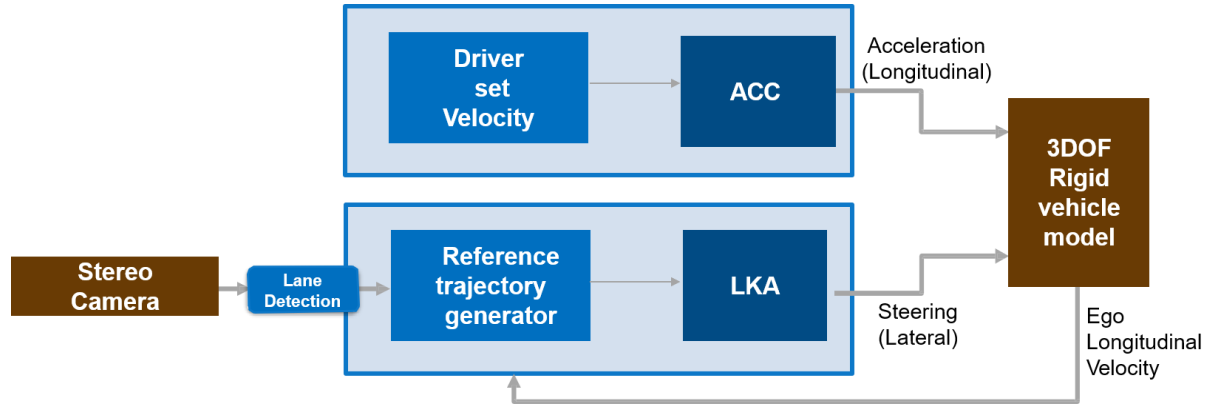 Driver
set
Velocity
ACC
Acceleration
(Longitudinal)
3DOF
Rigid
vehicle
model
Stereo
Camera
Lane
Detection
Reference
trajectory
generator
LKA
Steering
(Lateral)
Ego
Longitudinal
Velocity